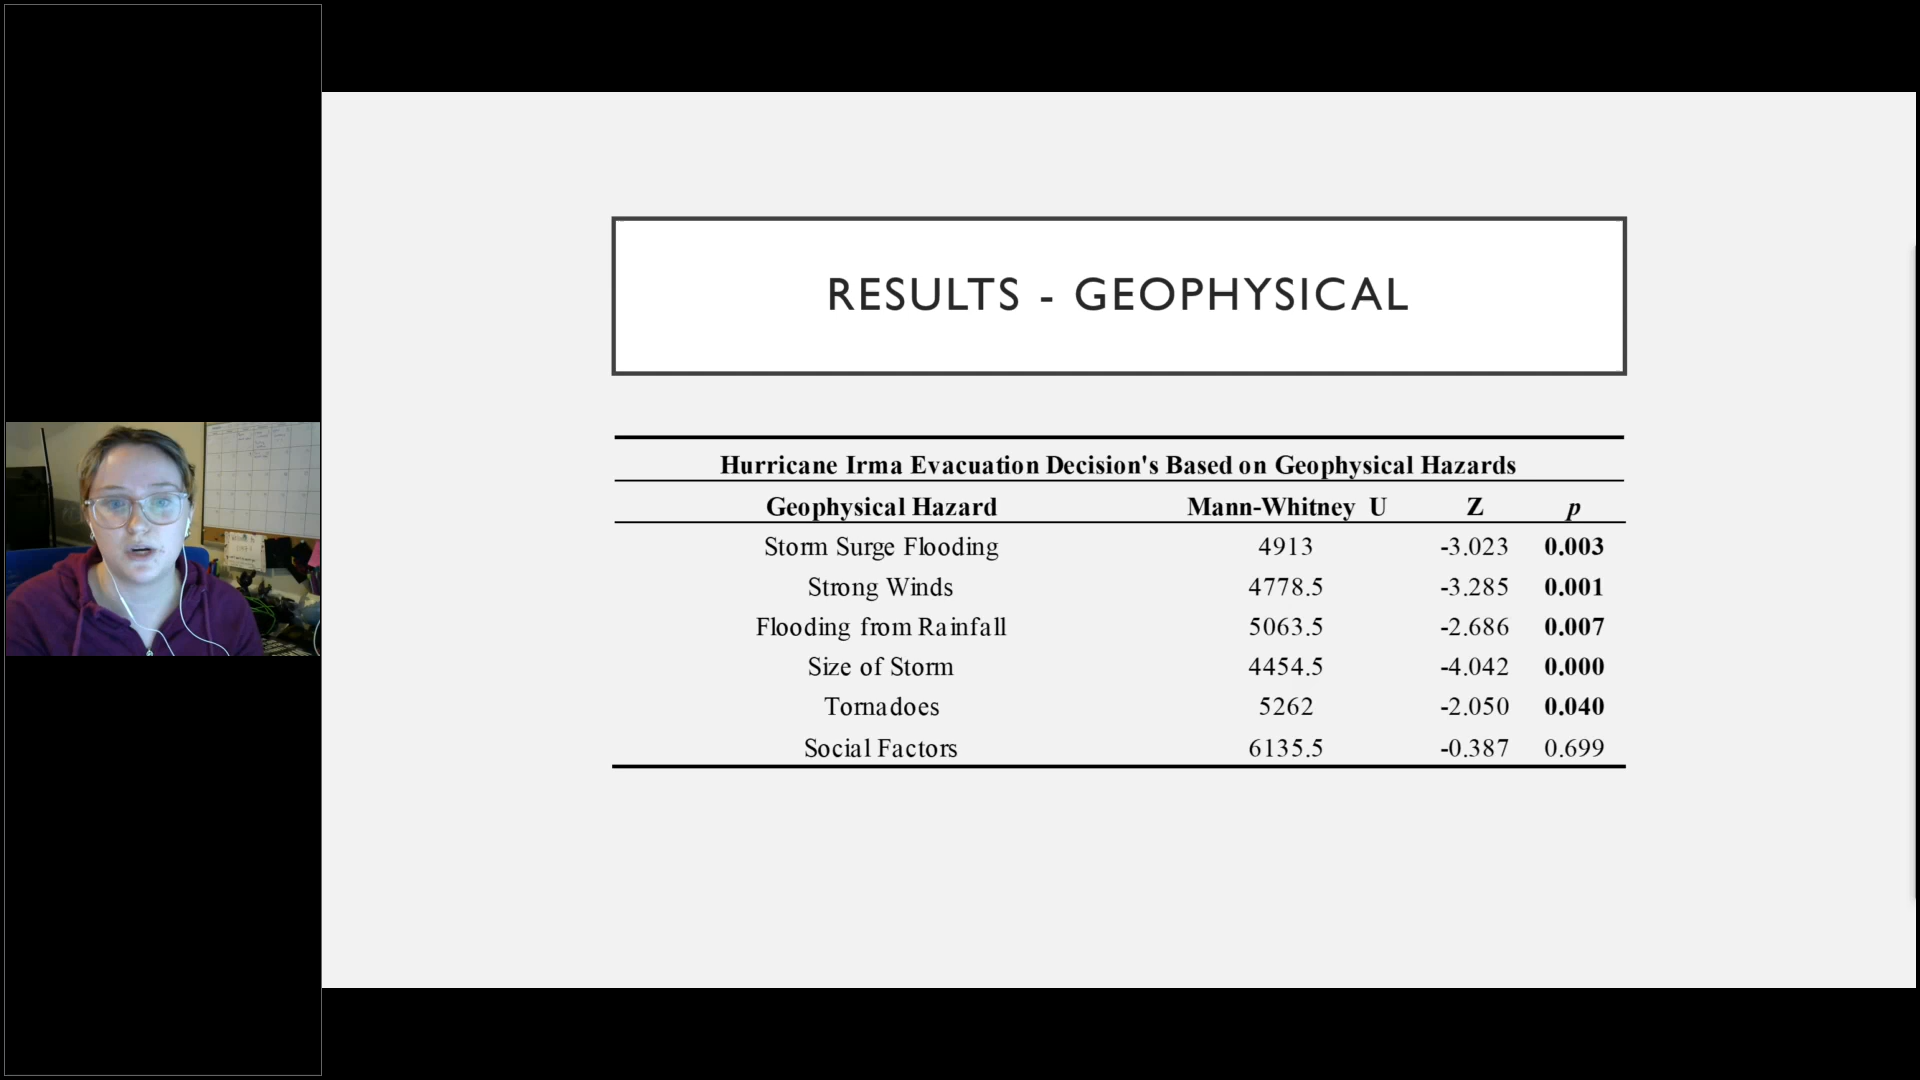 RESULTS - GEOPHYSICAL
Hurricane Irma Evacuation Decision's Based on Geophysical Hazards
Geophysical Hazard Mann-Whitney U Z p
Storm Surge Flooding 4913 -3.023 0.003
Strong Winds 4778.5 -3.285 0.001
Flooding from Rainfall 5063.5 -2.686 0.007
Size of Storm 4454.5 -4.042 0.000
Tornadoes 5262 -2.050 0.040
Social Factors 6135.5 -0.387 0.699